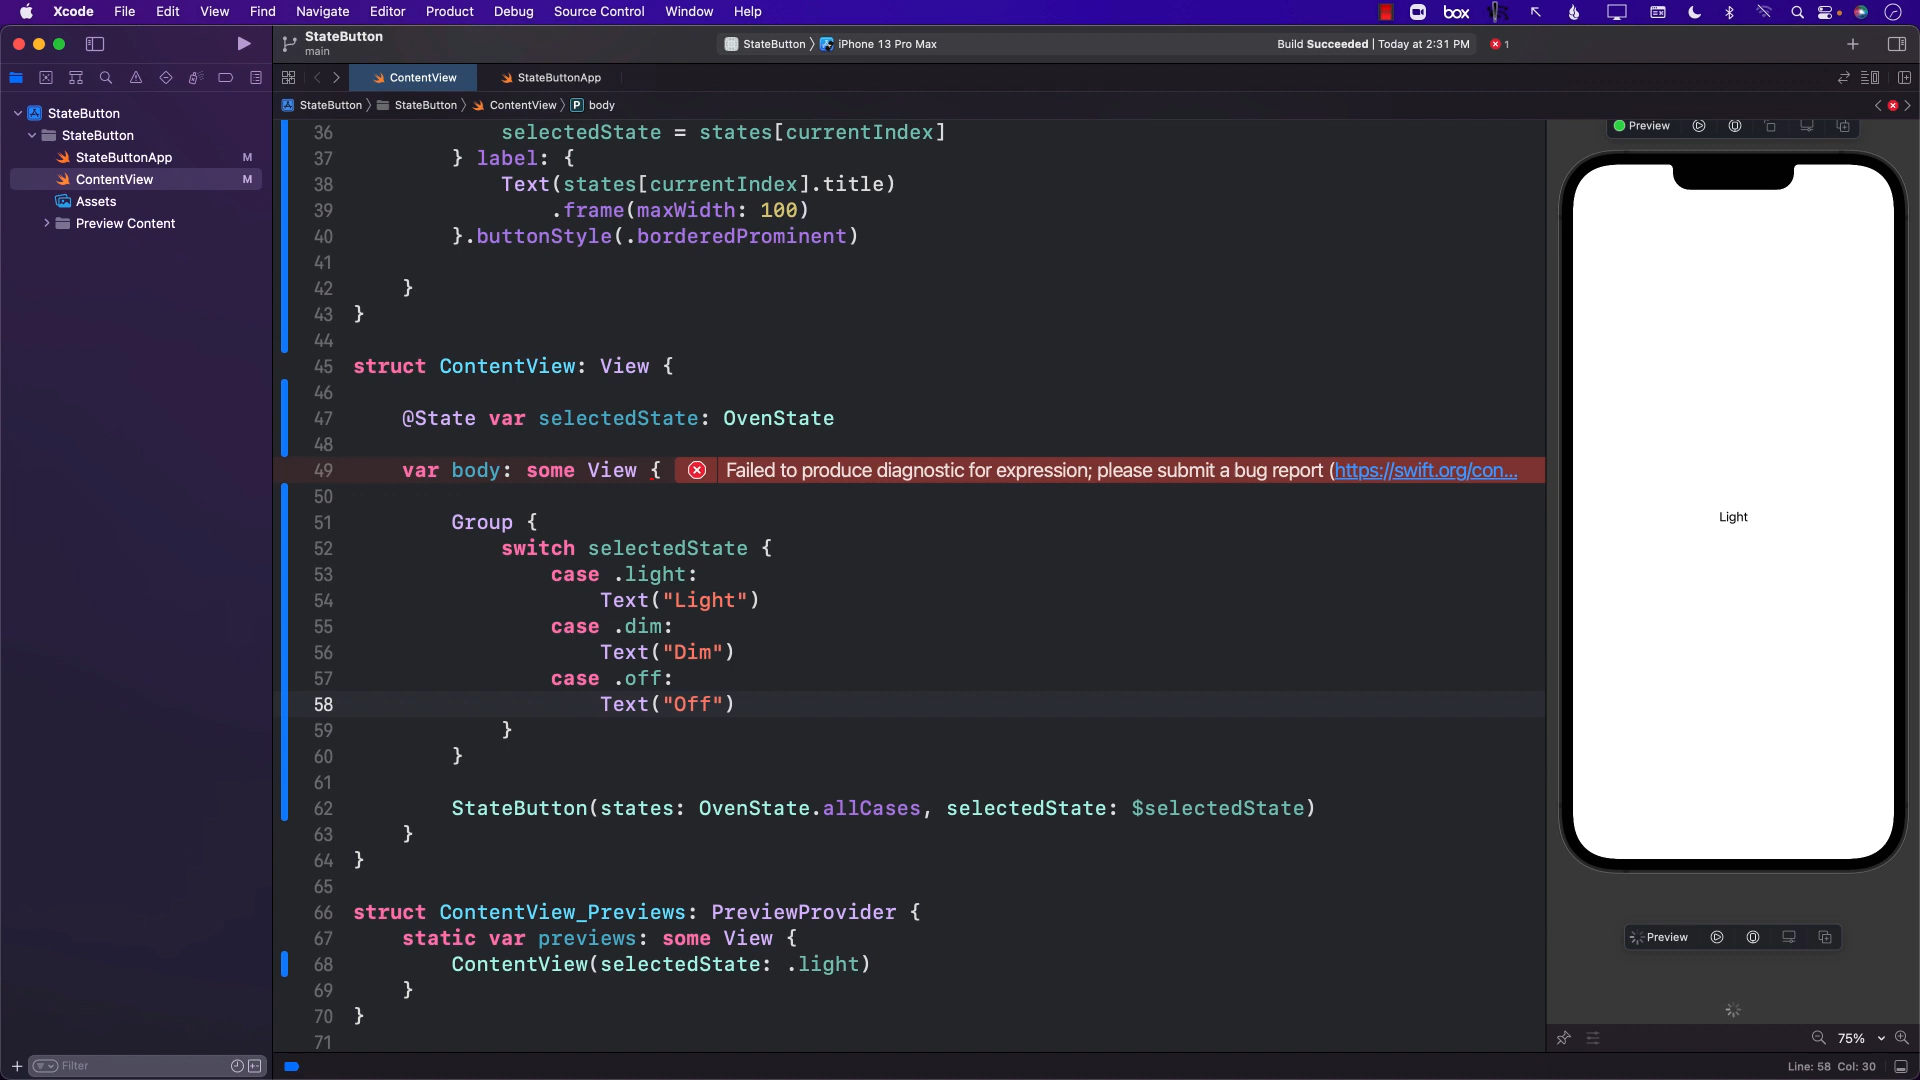 Xcode File Edit View Find Navigate Editor Product Debug Source Control Window Help
box
StateButton
main
StateButton 〉 iPhone 13 Pro Max
Build Succeeded | Today at 2:31 PM
1
ContentView
StateButtonApp
StateButton 〉 StateButton 〉 ContentView 〉 P body
StateButton
StateButton
StateButtonApp M
ContentView M
Assets
Preview Content
36 selectedState = states[currentIndex]
37 } label: {
38 Text(states[currentIndex].title)
39 .frame(maxWidth: 100)
40 }.buttonStyle(.borderedProminent)
41
42 }
43 }
44
45 struct ContentView: View {
46
47 @State var selectedState: OvenState
48
49 var body: some View { Failed to produce diagnostic for expression; please submit a bug report (https://swift.org/con...
50
51 Group {
52 switch selectedState {
53 case .light:
54 Text("Light")
55 case .dim:
56 Text("Dim")
57 case .off:
58 Text("Off")
59 }
60 }
61
62 StateButton(states: OvenState.allCases, selectedState: $selectedState)
63 }
64 }
65
66 struct ContentView_Previews: PreviewProvider {
67 static var previews: some View {
68 ContentView(selectedState: .light)
69 }
70 }
71
Preview
Light
Preview
75%
Filter
Line: 58 Col: 30